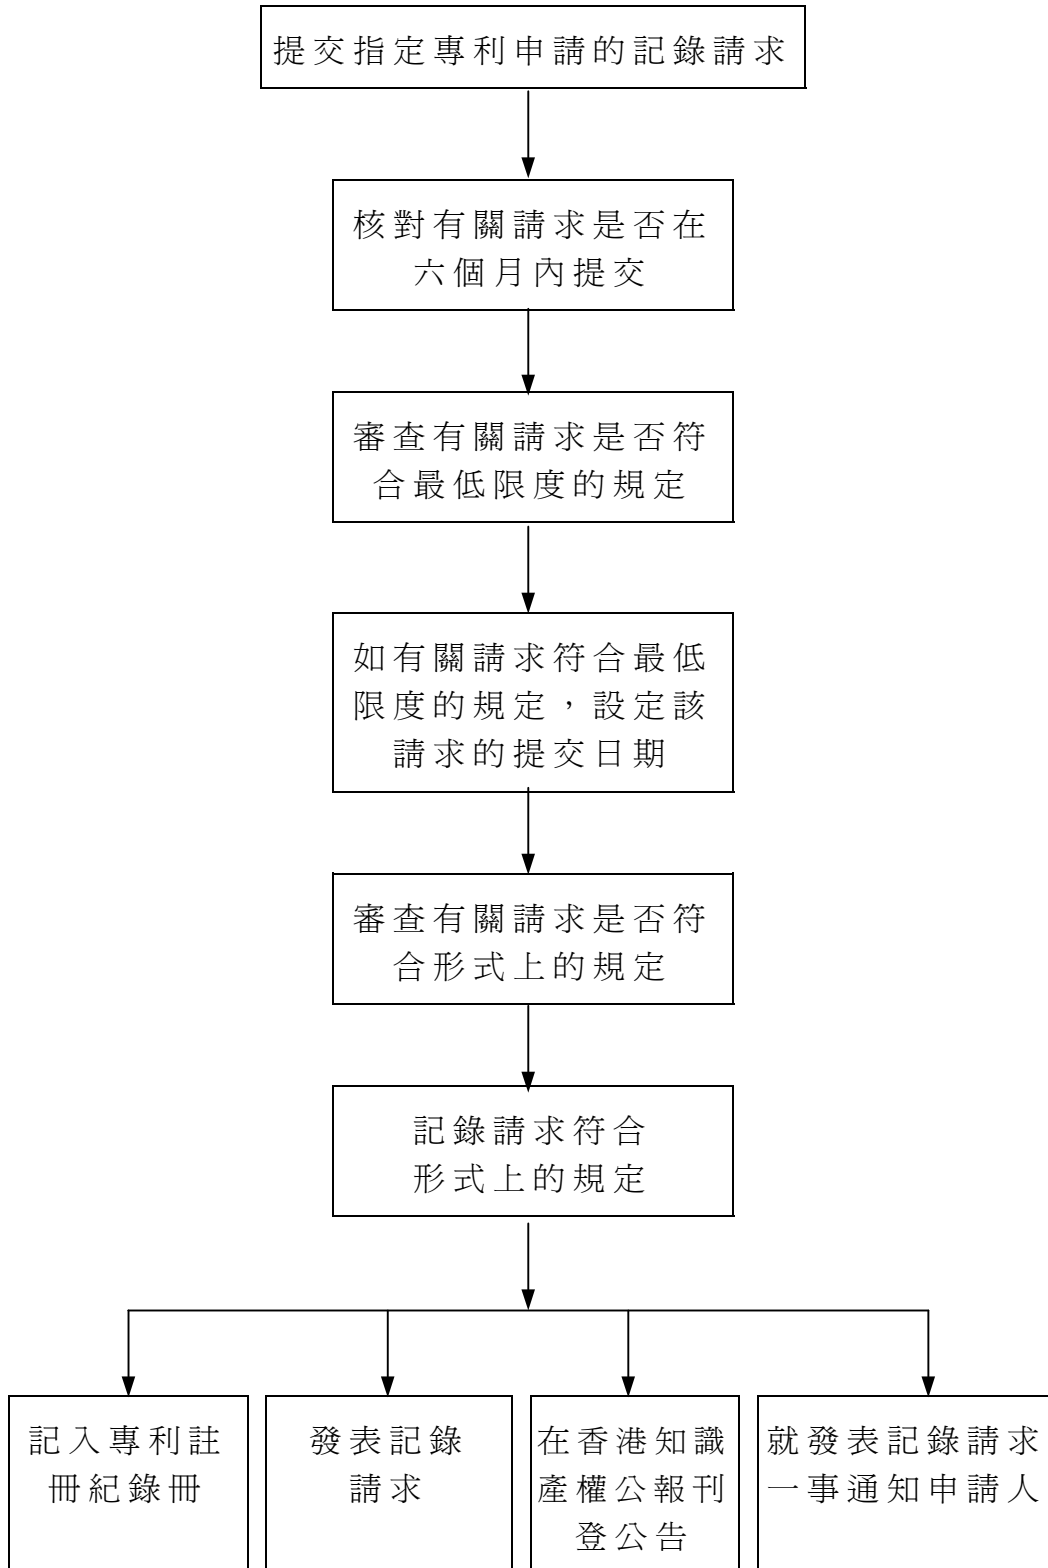 提交指定專利申請的記錄請求
核對有關請求是否在
六個月內提交
審查有關請求是否符
合最低限度的規定
如有關請求符合最低
限度的規定，設定該
請求的提交日期
審查有關請求是否符
合形式上的規定
記錄請求符合
形式上的規定
記入專利註
冊紀錄冊
發表記錄
請求
在香港知識
產權公報刊
登公告
就發表記錄請求
一事通知申請人